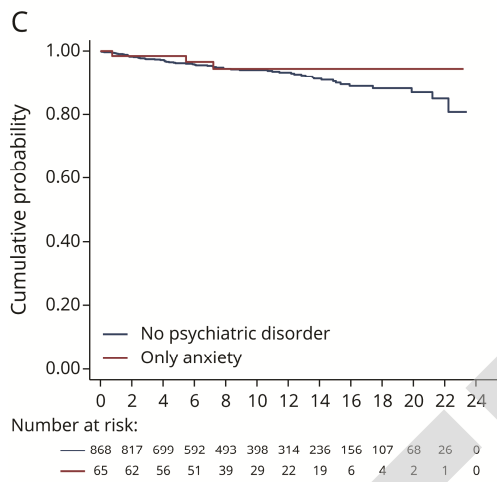 C
Cumulative probability
1.00
0.80
0.60
0.40
0.20
0.00
No psychiatric disorder
Only anxiety
0 2 4 6 8 10 12 14 16 18 20 22 24
Number at risk:
868 817 699 592 493 398 314 236 156 107 68 26 0
65 62 56 51 39 29 22 19 6 4 2 1 0